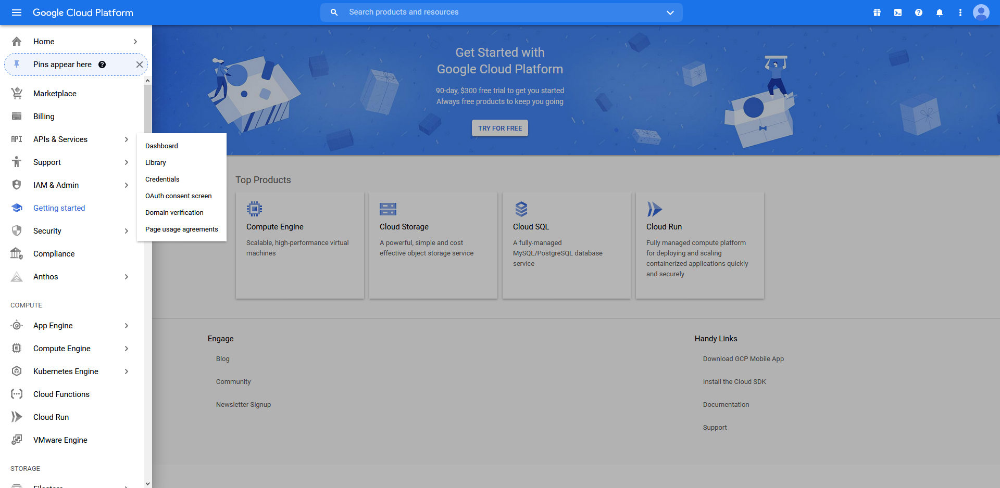 Google Cloud Platform
Search products and resources
Home
Pins appear here
Marketplace
Billing
API APIs & Services
Support
IAM & Admin
Getting started
Security
Compliance
Anthos
COMPUTE
App Engine
Compute Engine
Kubernetes Engine
Cloud Functions
Cloud Run
VMware Engine
STORAGE
Filestore
Dashboard
Library
Credentials
OAuth consent screen
Domain verification
Page usage agreements
Get Started with
Google Cloud Platform
90-day, $300 free trial to get you started
Always free products to keep you going
TRY FOR FREE
Top Products
Compute Engine
Scalable, high-performance virtual
machines
Cloud Storage
A powerful, simple and cost
effective object storage service
Cloud SQL
A fully-managed
MySQL/PostgreSQL database
service
Cloud Run
Fully managed compute platform
for deploying and scaling
containerized applications quickly
and securely
Engage
Blog
Community
Newsletter Signup
Handy Links
Download GCP Mobile App
Install the Cloud SDK
Documentation
Support